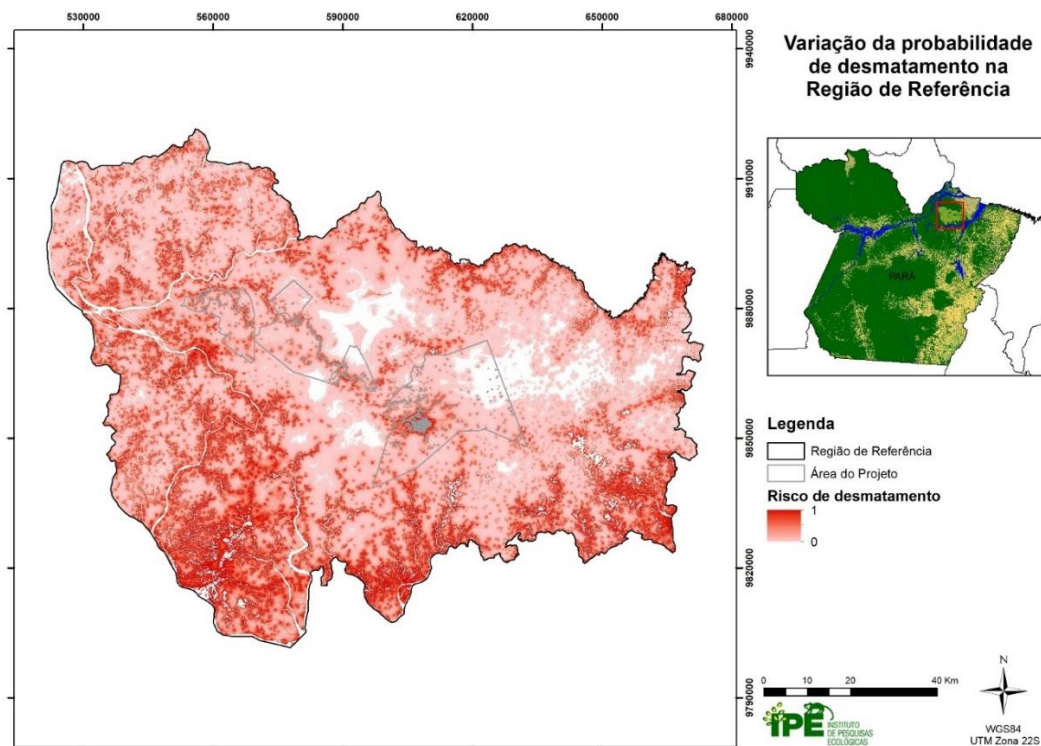 530000 560000 590000 620000 650000 680000
9940000
9910000
9880000
9850000
9820000
9790000
Variação da probabilidade
de desmatamento na
Região de Referência
PARÁ
Legenda
Região de Referência
Área do Projeto
Risco de desmatamento
1
0
0 10 20 40 Km
IPÊ
INSTITUTO
DE PESQUISAS
ECOLÓGICAS
N
WGS84
UTM Zona 22S